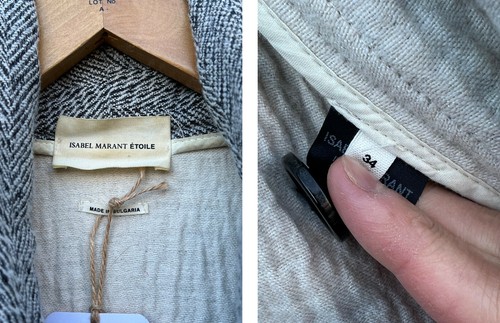 LOT. No.
A
ISABEL MARANT ÉTOILE
MADE IN BULGARIA
34
ISABEL MARANT